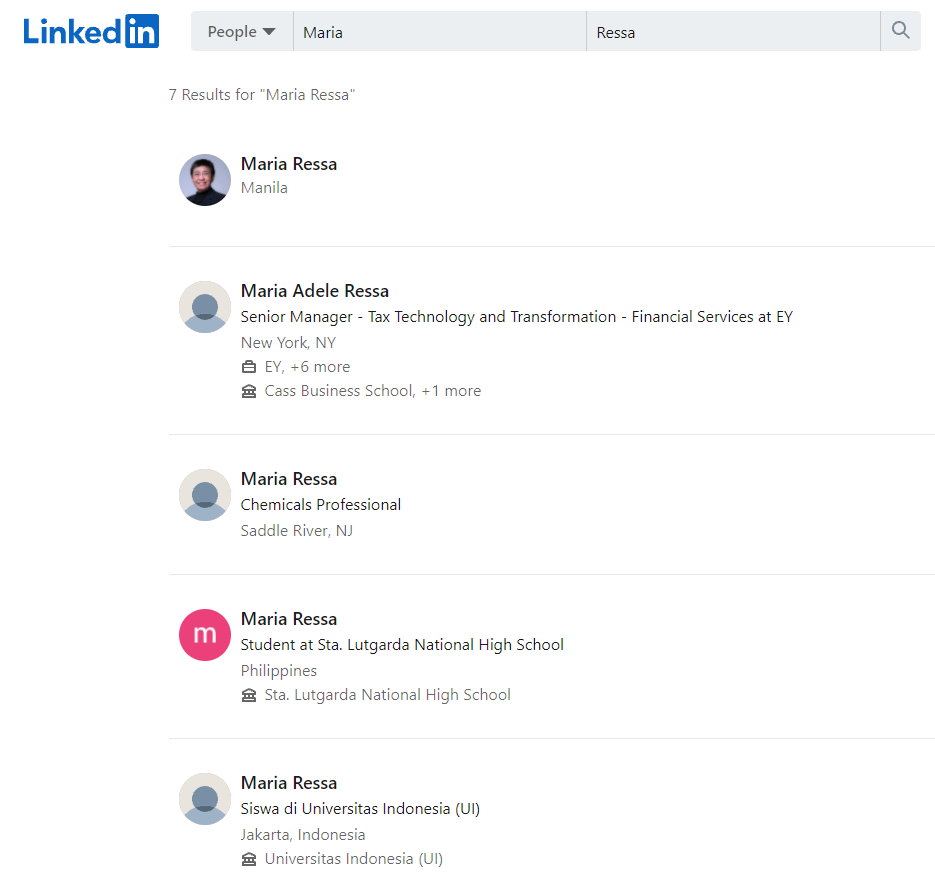 LinkedIn
People
Maria
Ressa
7 Results for "Maria Ressa"
Maria Ressa
Manila
Maria Adele Ressa
Senior Manager - Tax Technology and Transformation - Financial Services at EY
New York, NY
EY, +6 more
Cass Business School, +1 more
Maria Ressa
Chemicals Professional
Saddle River, NJ
m
Maria Ressa
Student at Sta. Lutgarda National High School
Philippines
Sta. Lutgarda National High School
Maria Ressa
Siswa di Universitas Indonesia (UI)
Jakarta, Indonesia
Universitas Indonesia (UI)